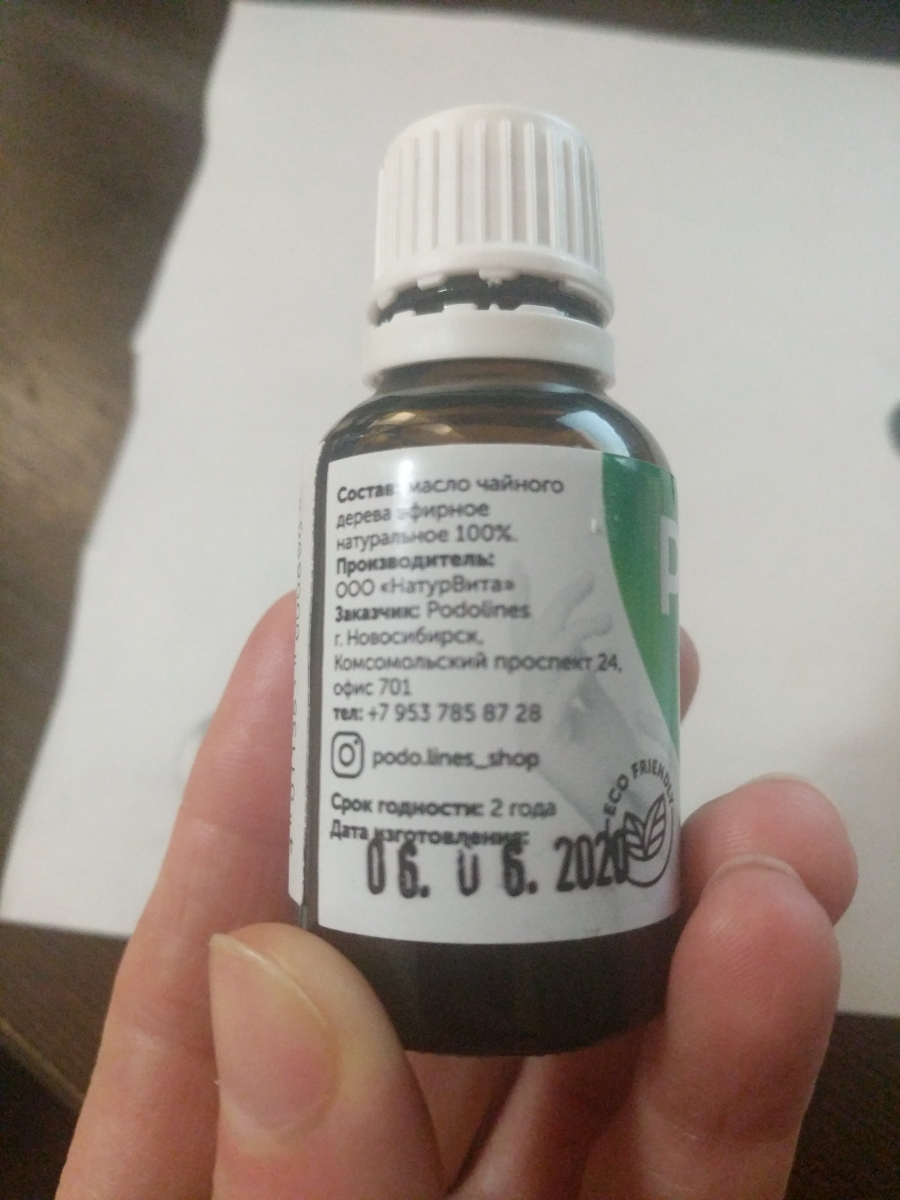 Состав: масло чайного
дерева эфирное
натуральное 100%.
Производитель:
ООО «НатурВита»
Заказчик: Podolines
г. Новосибирск,
Комсомольский проспект 24,
офис 701
тел: +7 953 785 87 28
podo.lines_shop
Срок годности: 2 года
Дата изготовления:
06. 06. 2020
ECO FRIENDLY
P